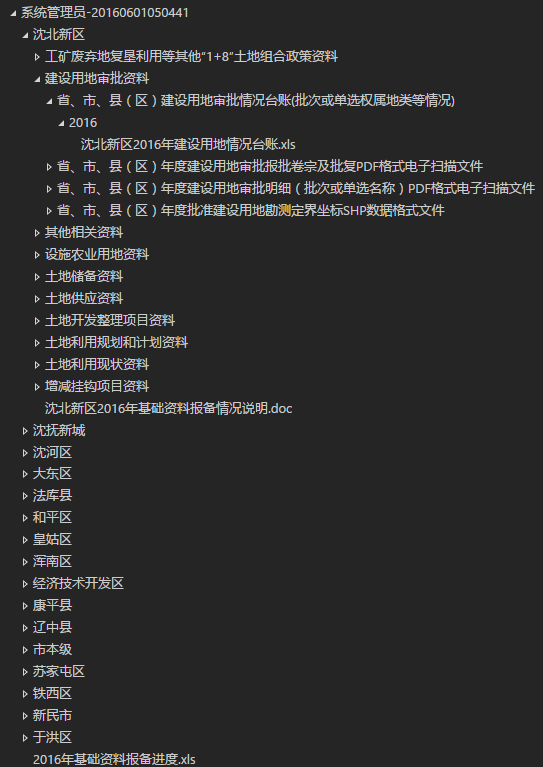 系统管理员-20160601050441
沈北新区
工矿废弃地复垦利用等其他“1+8”土地组合政策资料
建设用地审批资料
省、市、县（区）建设用地审批情况台账(批次或单选权属地类等情况)
2016
沈北新区2016年建设用地情况台账.xls
省、市、县（区）年度建设用地审批报批卷宗及批复PDF格式电子扫描文件
省、市、县（区）年度建设用地审批明细（批次或单选名称）PDF格式电子扫描文件
省、市、县（区）年度批准建设用地勘测定界坐标SHP数据格式文件
其他相关资料
设施农业用地资料
土地储备资料
土地供应资料
土地开发整理项目资料
土地利用规划和计划资料
土地利用现状资料
增减挂钩项目资料
沈北新区2016年基础资料报备情况说明.doc
沈抚新城
沈河区
大东区
法库县
和平区
皇姑区
浑南区
经济技术开发区
康平县
辽中县
市本级
苏家屯区
铁西区
新民市
于洪区
2016年基础资料报备进度.xls